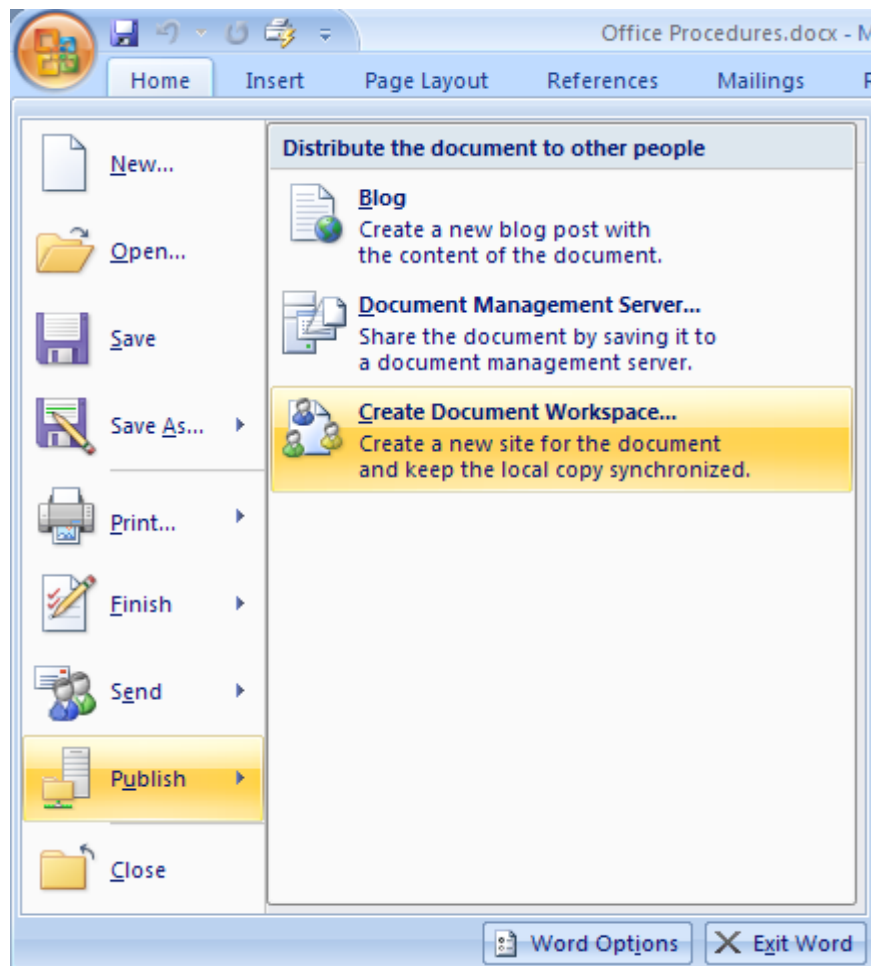 Office Procedures.docx - M
Home Insert Page Layout References Mailings
New...
Open...
Save
Save As...
Print...
Finish
Send
Publish
Close
Distribute the document to other people
Blog
Create a new blog post with
the content of the document.
Document Management Server...
Share the document by saving it to
a document management server.
Create Document Workspace...
Create a new site for the document
and keep the local copy synchronized.
Word Options Exit Word